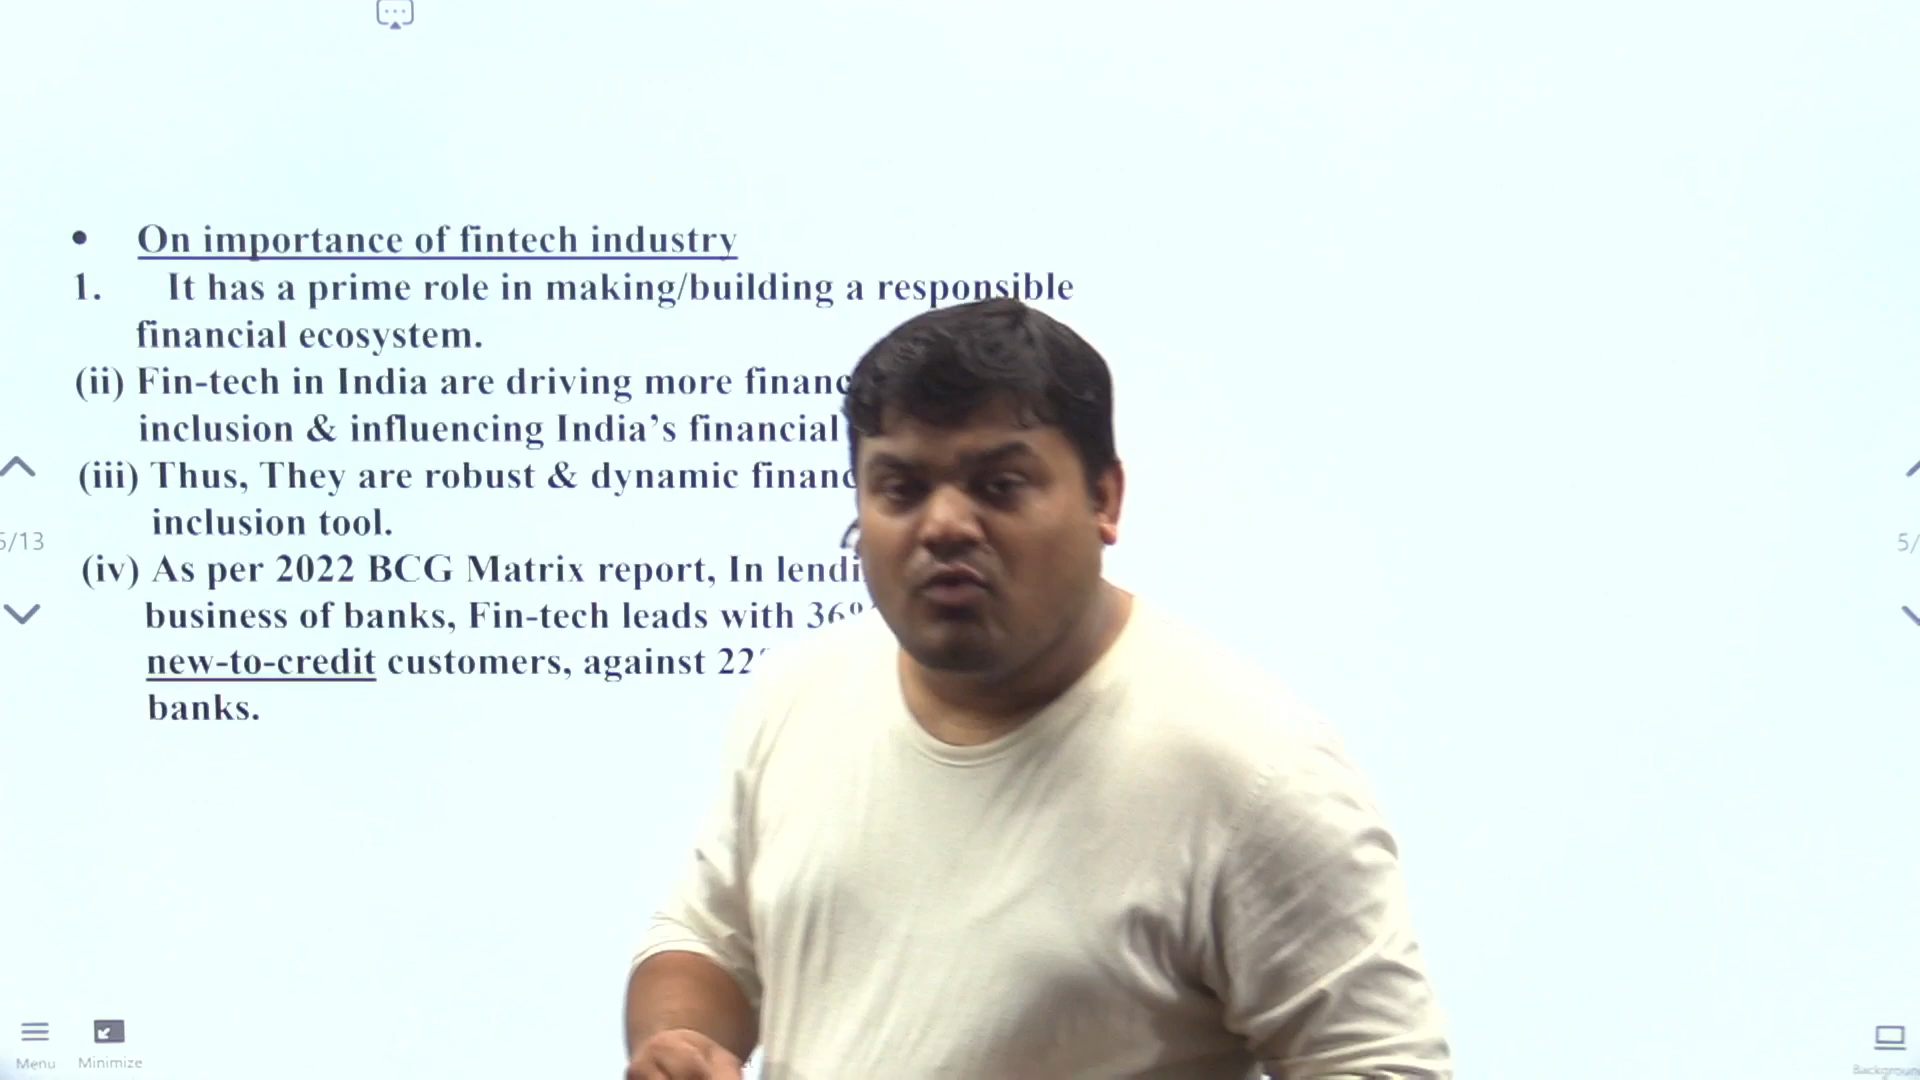 • On importance of fintech industry
1. It has a prime role in making/building a responsible
financial ecosystem.
(ii) Fin-tech in India are driving more
inclusion & influencing India’s financial
(iii) Thus, They are robust & dynamic
inclusion tool.
(iv) As per 2022 BCG Matrix report, In
business of banks, Fin-tech leads with
new-to-credit customers, against
banks.
5/13
Menu
Minimize